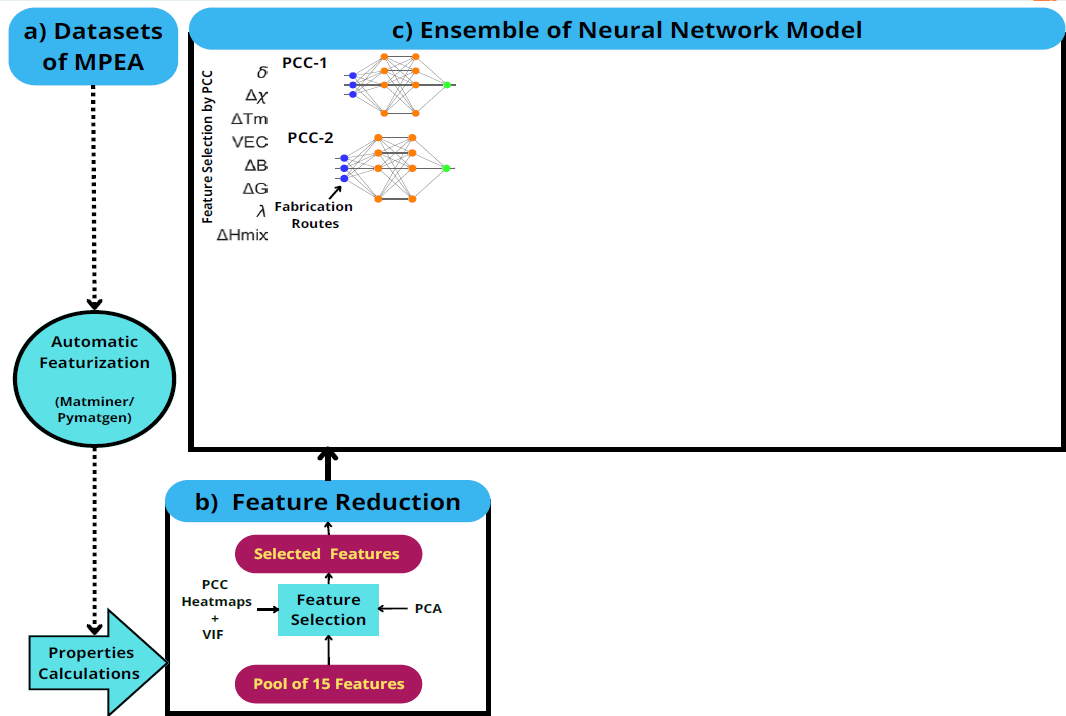 a) Datasets
of MPEA
c) Ensemble of Neural Network Model
Feature Selection by PCC
δ
Δχ
ΔTm
VEC
ΔB
ΔG
λ
ΔHmix
PCC-1
PCC-2
Fabrication
Routes
Automatic
Featurization
(Matminer/
Pymatgen)
Properties
Calculations
b) Feature Reduction
Selected Features
PCC
Heatmaps
+
VIF
Feature
Selection
PCA
Pool of 15 Features